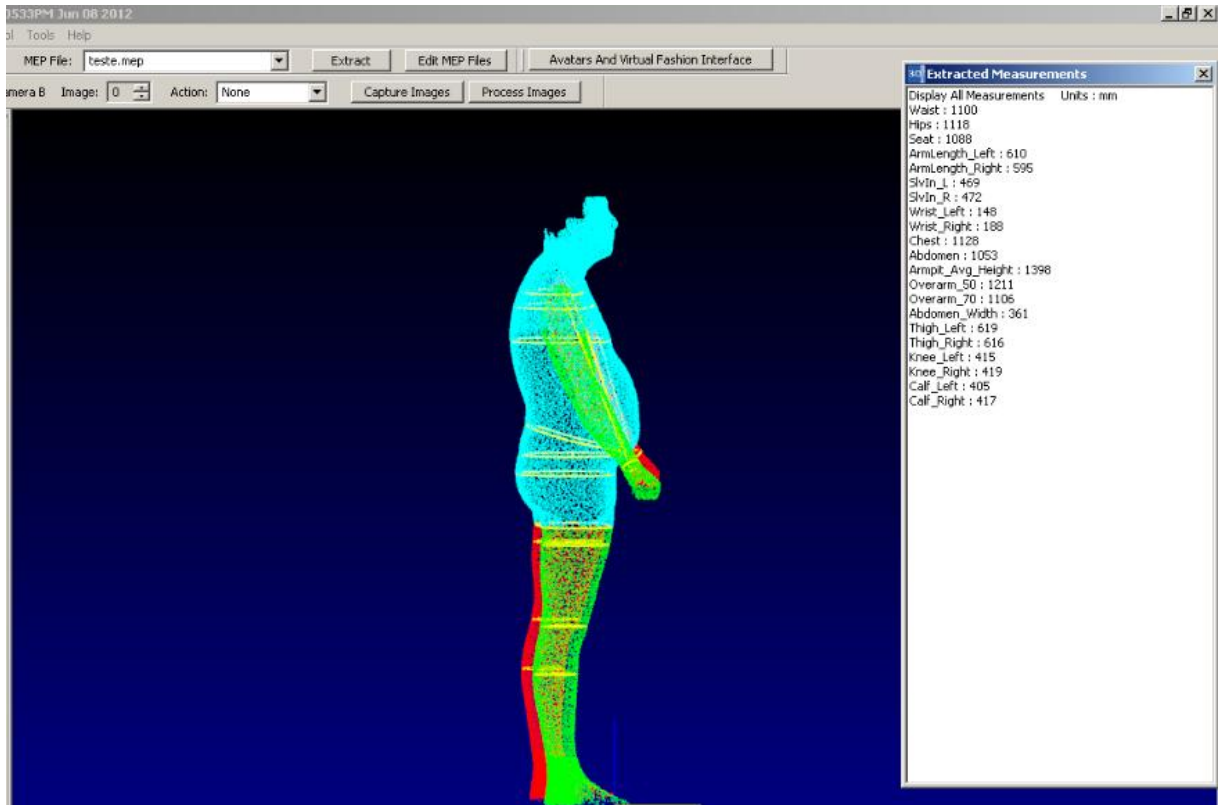 0533PM Jun 08 2012
ol Tools Help
MEP File: teste.mep Extract Edit MEP Files Avatars And Virtual Fashion Interface
amera B Image: 0 Action: None Capture Images Process Images
3D Extracted Measurements
Display All Measurements Units : mm
Waist : 1100
Hips : 1118
Seat : 1088
ArmLength_Left : 610
ArmLength_Right : 595
SlvIn_L : 469
SlvIn_R : 472
Wrist_Left : 148
Wrist_Right : 188
Chest : 1128
Abdomen : 1053
Armpit_Avg_Height : 1398
Overarm_50 : 1211
Overarm_70 : 1106
Abdomen_Width : 361
Thigh_Left : 619
Thigh_Right : 616
Knee_Left : 415
Knee_Right : 419
Calf_Left : 405
Calf_Right : 417